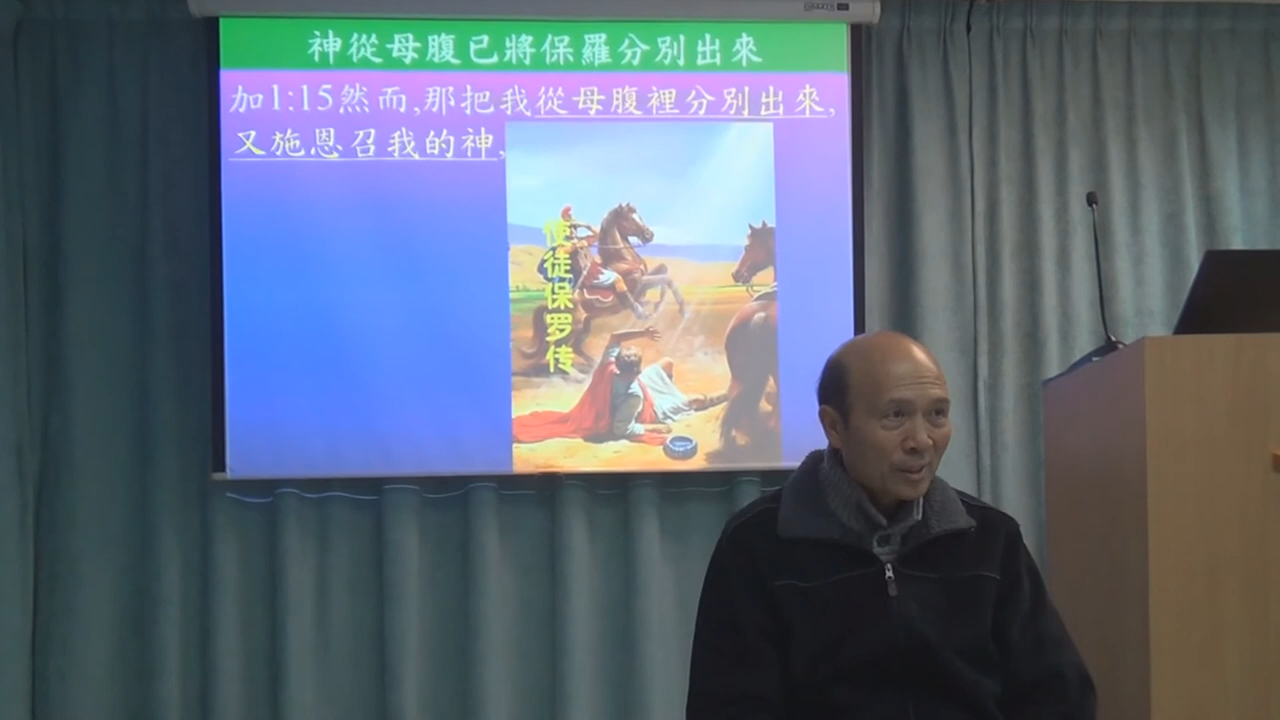 神從母腹已將保羅分別出來
加1:15然而,那把我從母腹裡分別出來,
又施恩召我的神,
使徒保罗传